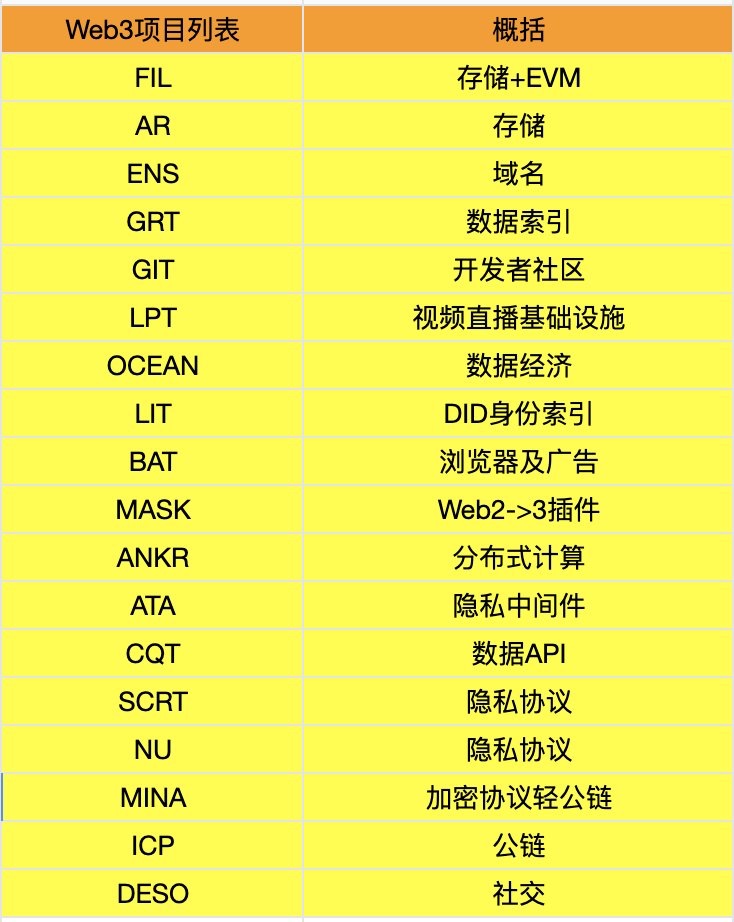 Web3项目列表 概括
FIL 存储+EVM
AR 存储
ENS 域名
GRT 数据索引
GIT 开发者社区
LPT 视频直播基础设施
OCEAN 数据经济
LIT DID身份索引
BAT 浏览器及广告
MASK Web2->3插件
ANKR 分布式计算
ATA 隐私中间件
CQT 数据API
SCRT 隐私协议
NU 隐私协议
MINA 加密协议轻公链
ICP 公链
DESO 社交